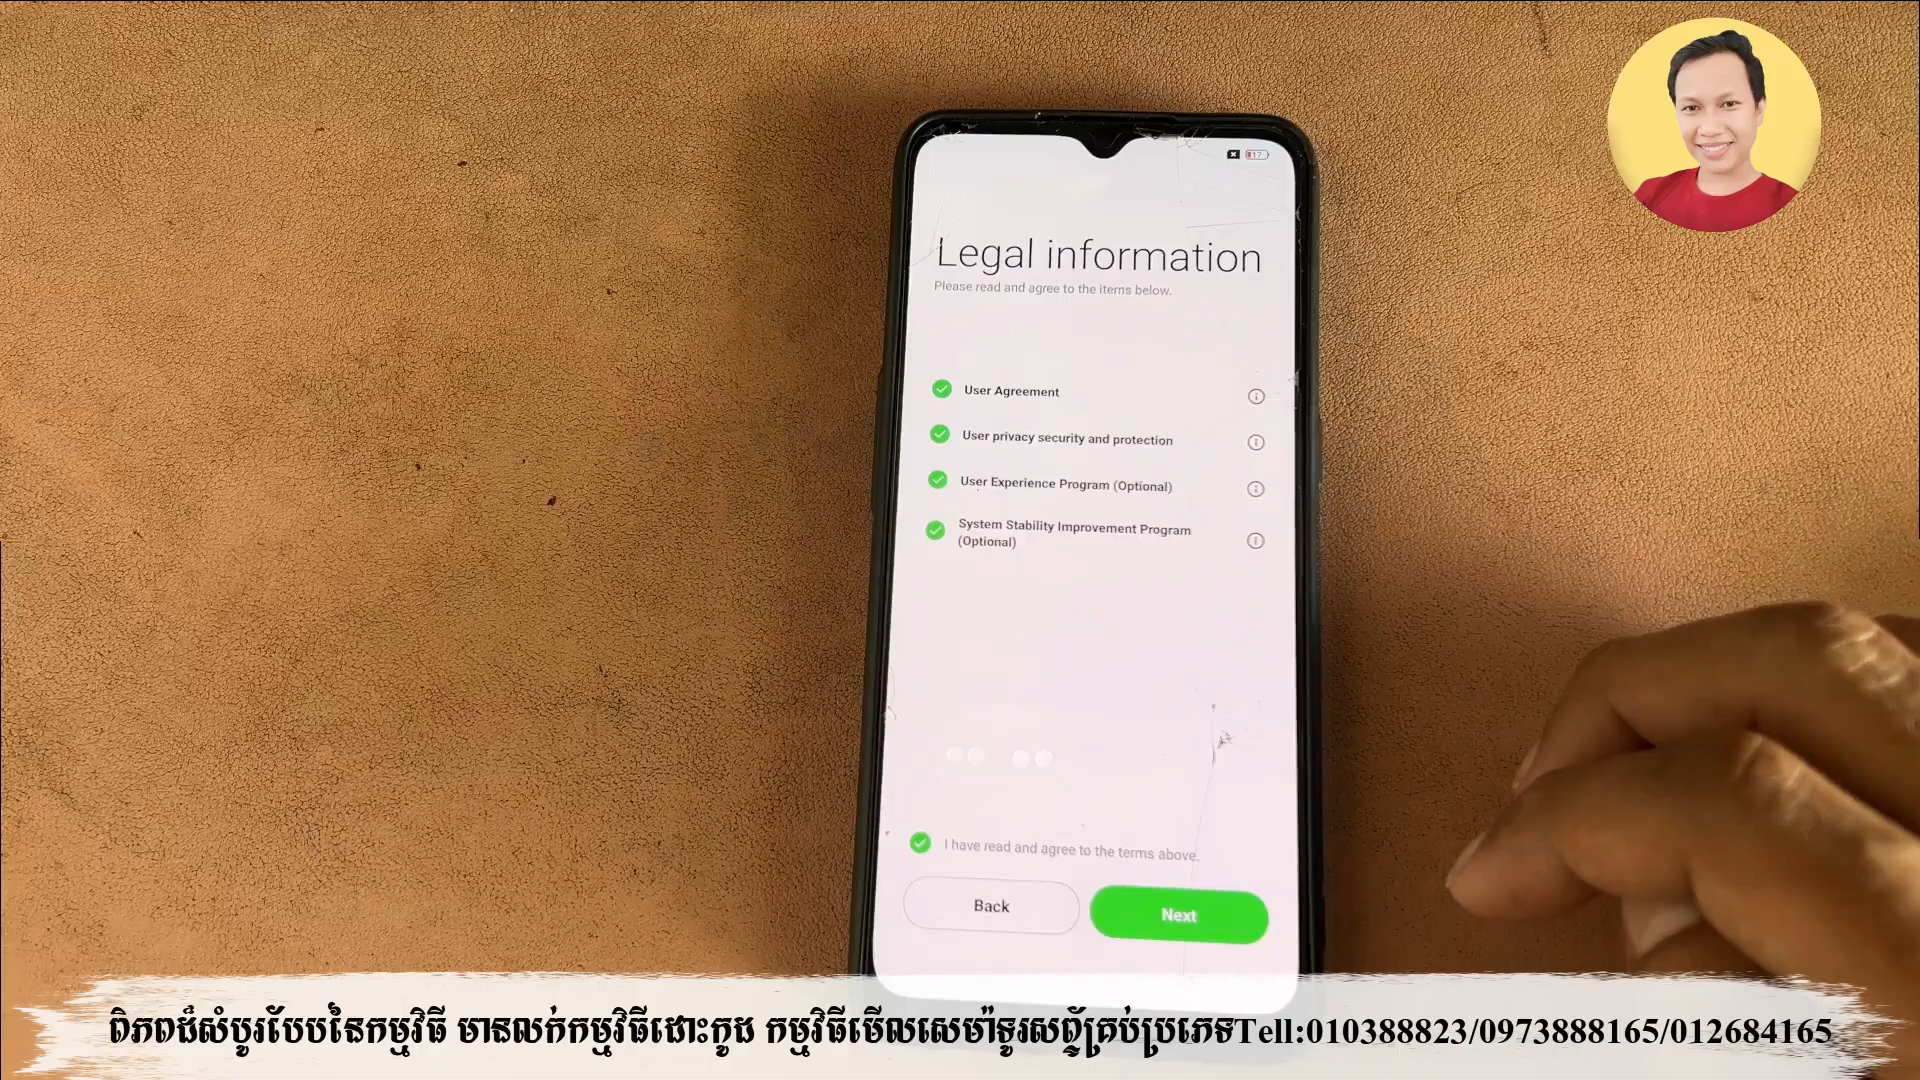 17
Legal information
Please read and agree to the items below.
User Agreement
User privacy security and protection
User Experience Program (Optional)
System Stability Improvement Program
(Optional)
I have read and agree to the terms above.
Back
Next
ពិភពដ៏សំបូរបែបនៃកម្មវិធី មានលក់កម្មវិធីដោះកូដ កម្មវិធីមើលសេម៉ាទូរសព្ទ័គ្រប់ប្រភេទTell:010388823/0973888165/012684165